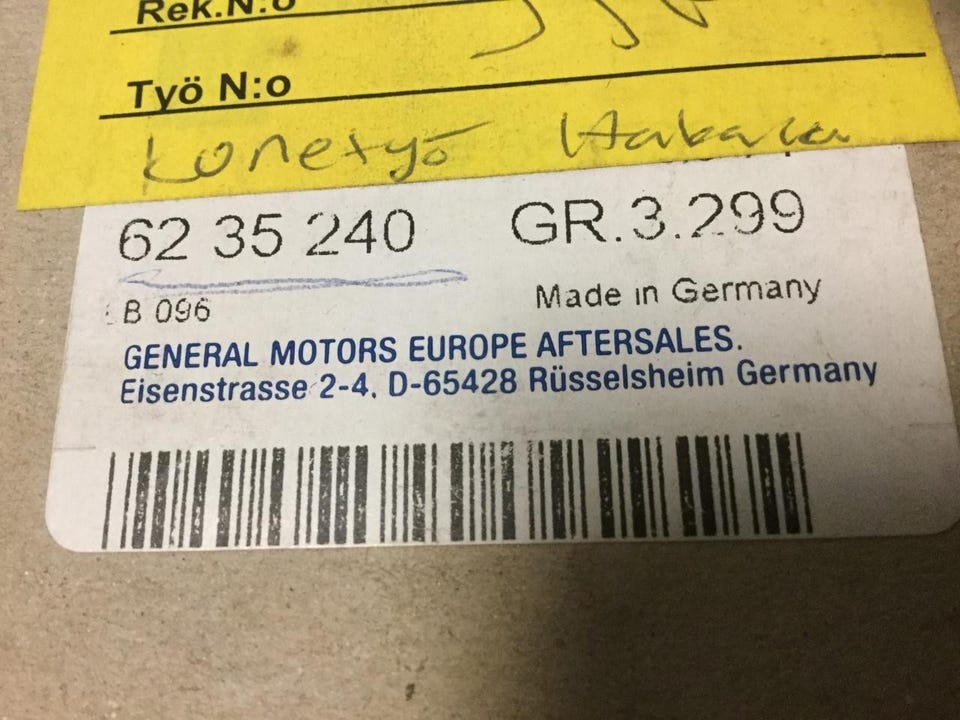 Rek.N:o
Työ N:o
Konetyö Hakala
62 35 240 GR.3.299
B 096 Made in Germany
GENERAL MOTORS EUROPE AFTERSALES.
Eisenstrasse 2-4, D-65428 Rüsselsheim Germany